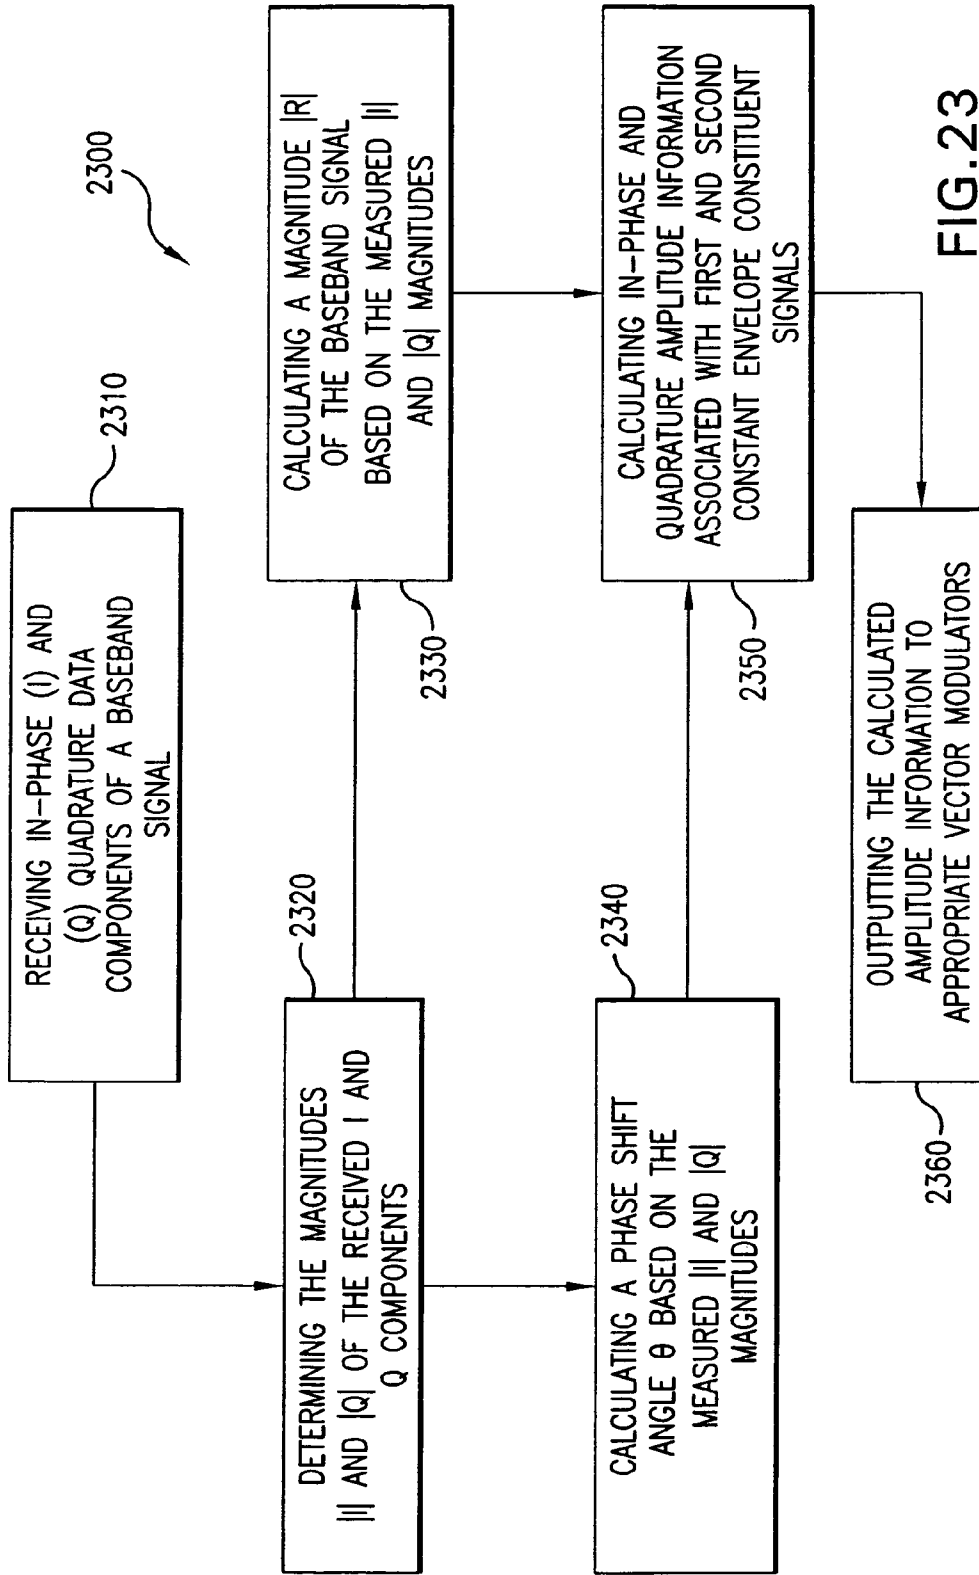 2300
RECEIVING IN-PHASE (I) AND
(Q) QUADRATURE DATA
COMPONENTS OF A BASEBAND
SIGNAL
2310
DETERMINING THE MAGNITUDES
|I| AND |Q| OF THE RECEIVED I AND
Q COMPONENTS
2320
CALCULATING A MAGNITUDE |R|
OF THE BASEBAND SIGNAL
BASED ON THE MEASURED |I|
AND |Q| MAGNITUDES
2330
CALCULATING A PHASE SHIFT
ANGLE θ BASED ON THE
MEASURED |I| AND |Q|
MAGNITUDES
2340
CALCULATING IN-PHASE AND
QUADRATURE AMPLITUDE INFORMATION
ASSOCIATED WITH FIRST AND SECOND
CONSTANT ENVELOPE CONSTITUENT
SIGNALS
2350
OUTPUTTING THE CALCULATED
AMPLITUDE INFORMATION TO
APPROPRIATE VECTOR MODULATORS
2360
FIG.23